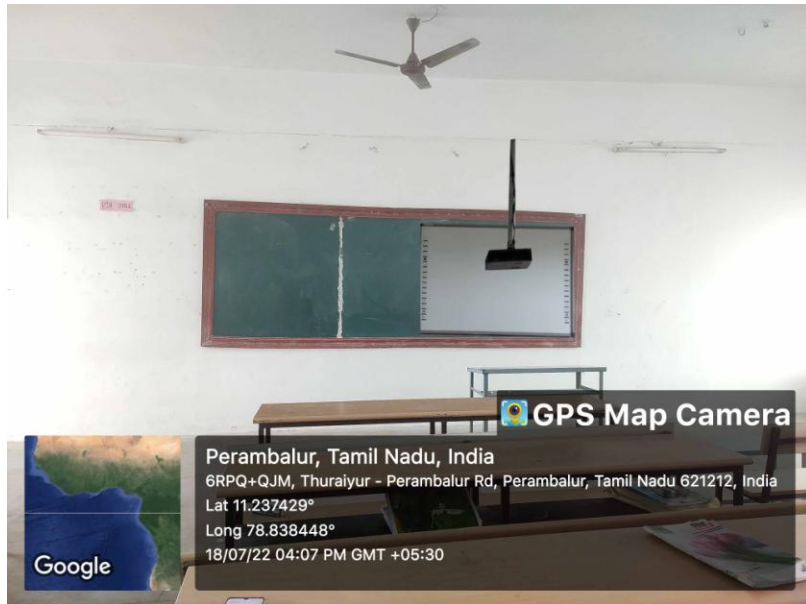 GPS Map Camera
Perambalur, Tamil Nadu, India
6RPQ+QJM, Thuraiyur - Perambalur Rd, Perambalur, Tamil Nadu 621212, India
Lat 11.237429°
Long 78.838448°
18/07/22 04:07 PM GMT +05:30
Google